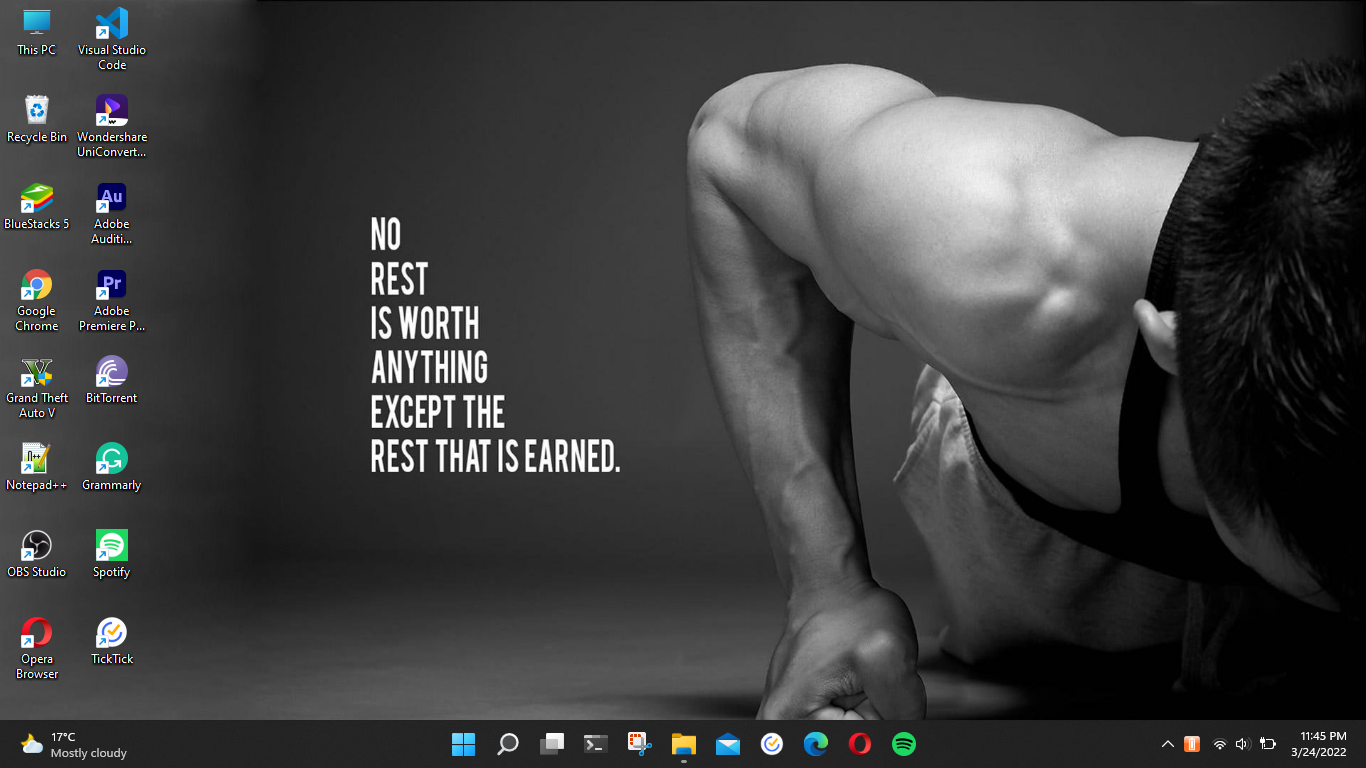 This PC
Visual Studio
Code
Recycle Bin
Wondershare
UniConvert...
BlueStacks 5
Au
Adobe
Auditi...
Google
Chrome
Pr
Adobe
Premiere P...
Grand Theft
Auto V
BitTorrent
Notepad++
Grammarly
OBS Studio
Spotify
Opera
Browser
TickTick
NO
REST
IS WORTH
ANYTHING
EXCEPT THE
REST THAT IS EARNED.
17°C
Mostly cloudy
11:45 PM
3/24/2022